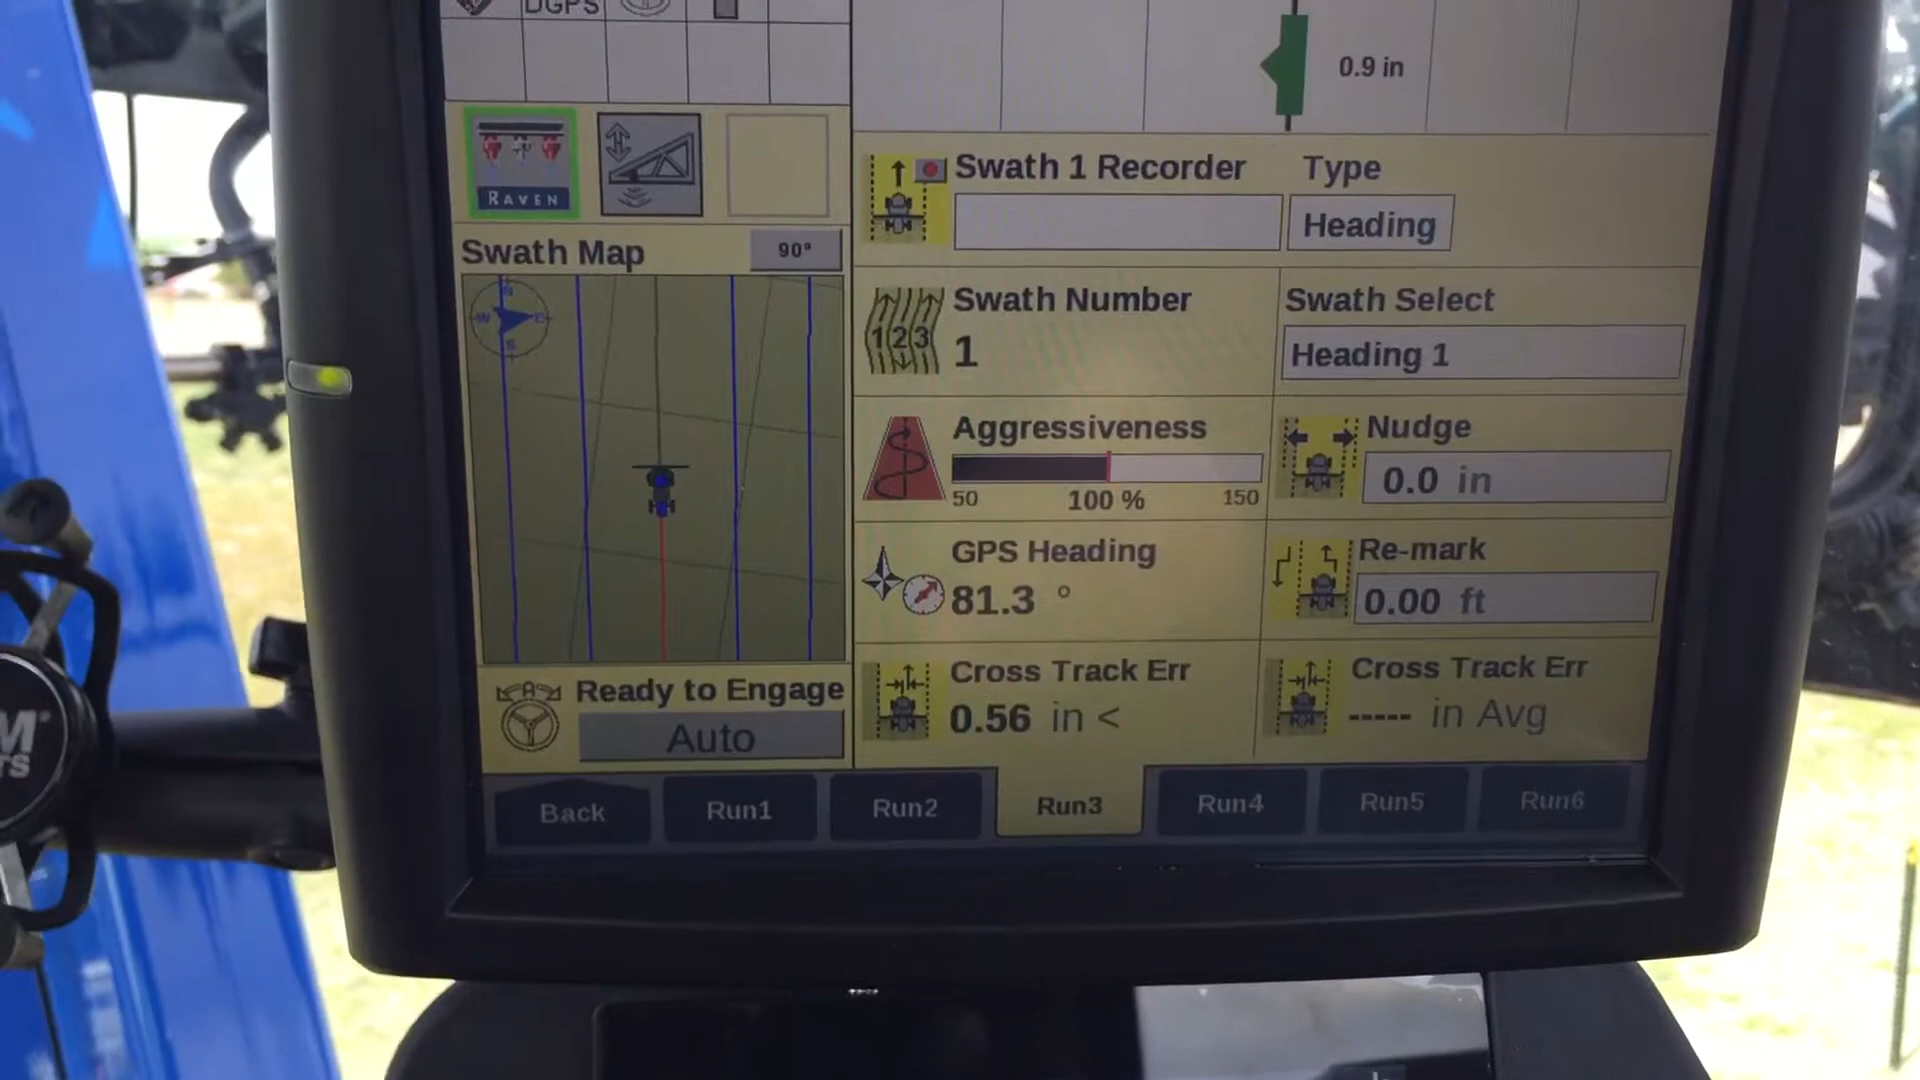 DGPS
0.9 in
RAVEN
Swath 1 Recorder
Type
Heading
Swath Map
90°
N
W
E
S
Swath Number
1
123
Swath Select
Heading 1
Aggressiveness
50
100 %
150
Nudge
0.0 in
GPS Heading
81.3 °
Re-mark
0.00 ft
Ready to Engage
A
Auto
Cross Track Err
0.56 in <
Cross Track Err
----- in Avg
Back
Run1
Run2
Run3
Run4
Run5
Run6